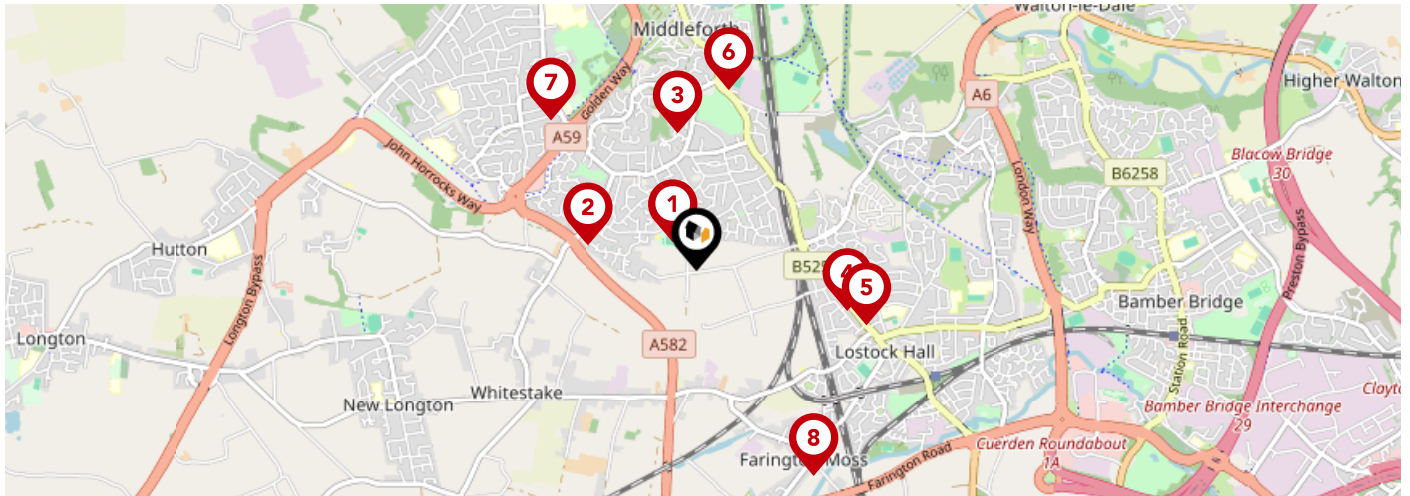 Walton-le-Dale
Middleforth
6
7
Golden Way
Higher Walton
3
A6
A59
John Horrocks Way
Blacow Bridge
30
B6258
London Way
2
1
Hutton
Preston Bypass
B525
4
5
Longton Bypass
Bamber Bridge
Longton
A582
Lostock Hall
Station Road
Whitestake
New Longton
Clayto
Bamber Bridge Interchange
29
8
Farington Moss
Cuerden Roundabout
1A
Farington Road